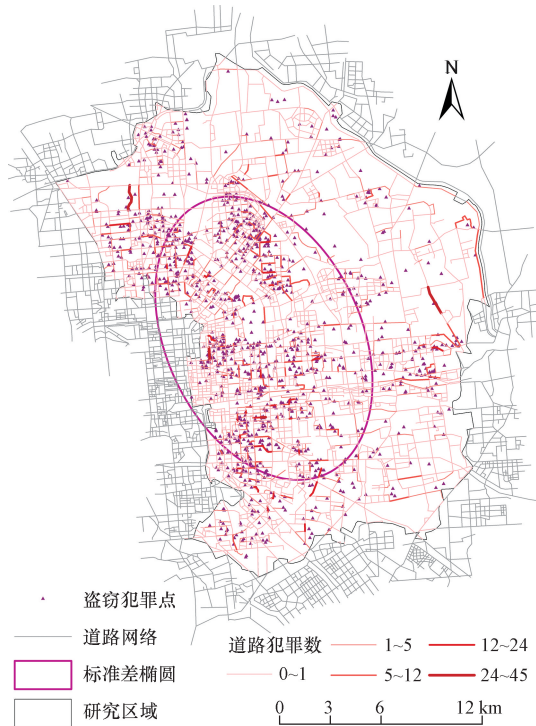 N
盗窃犯罪点
道路网络
标准差椭圆
研究区域
道路犯罪数
0~1
1~5
5~12
12~24
24~45
0 3 6 12 km